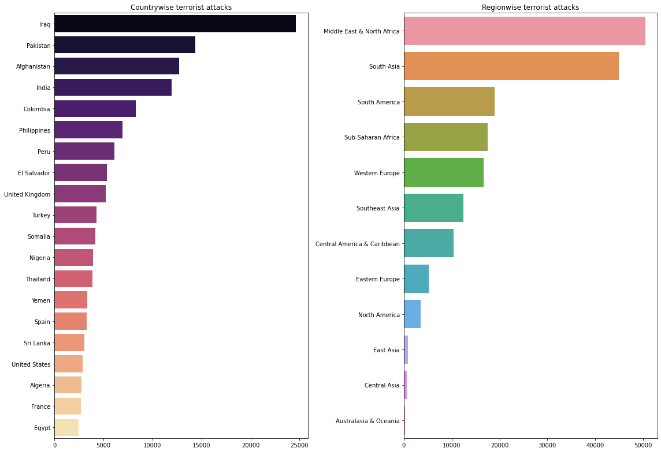 Countrywise terrorist attacks
Iraq
Pakistan
Afghanistan
India
Colombia
Philippines
Peru
El Salvador
United Kingdom
Turkey
Somalia
Nigeria
Thailand
Yemen
Spain
Sri Lanka
United States
Algeria
France
Egypt
0 5000 10000 15000 20000 25000
Regionwise terrorist attacks
Middle East & North Africa
South Asia
South America
Sub-Saharan Africa
Western Europe
Southeast Asia
Central America & Caribbean
Eastern Europe
North America
East Asia
Central Asia
Australasia & Oceania
0 10000 20000 30000 40000 50000